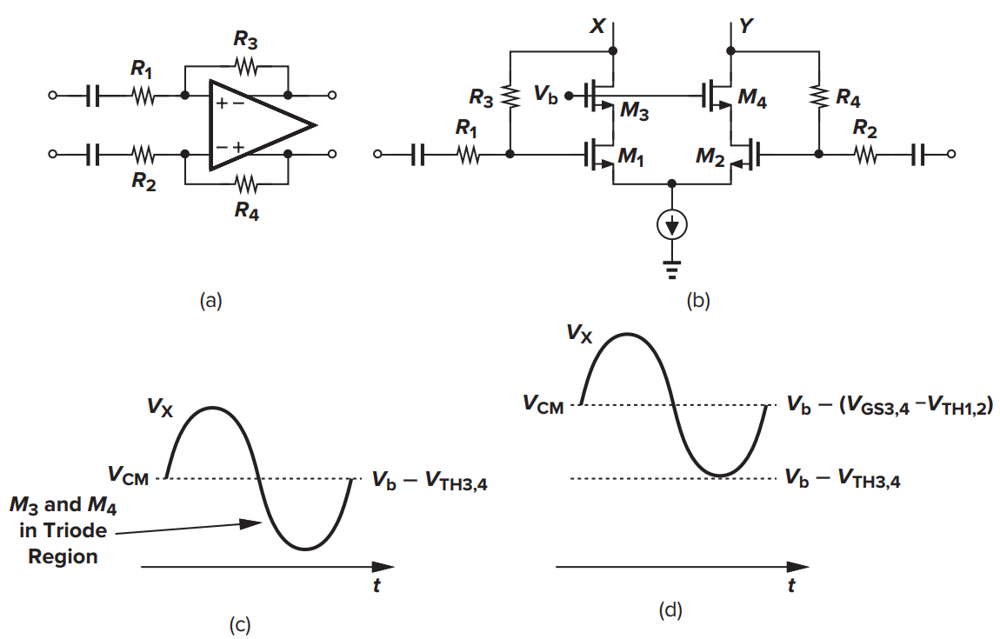 R3
R1
+ −
− +
R2
R4
(a)
X
Y
R3
Vb
M3
M4
R4
R1
R2
M1
M2
(b)
VX
VCM
Vb − VTH3,4
M3 and M4
in Triode
Region
t
(c)
VX
VCM
Vb − (VGS3,4 −VTH1,2)
Vb − VTH3,4
t
(d)